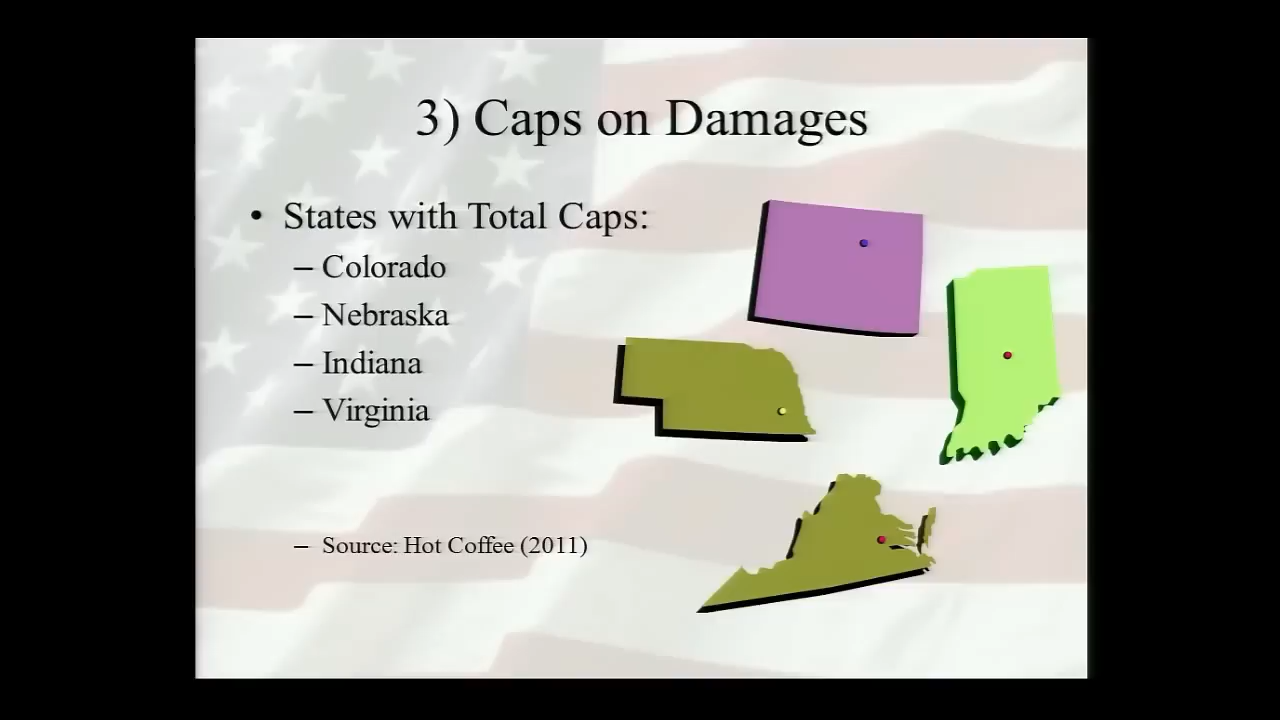 3) Caps on Damages
• States with Total Caps:
– Colorado
– Nebraska
– Indiana
– Virginia
– Source: Hot Coffee (2011)